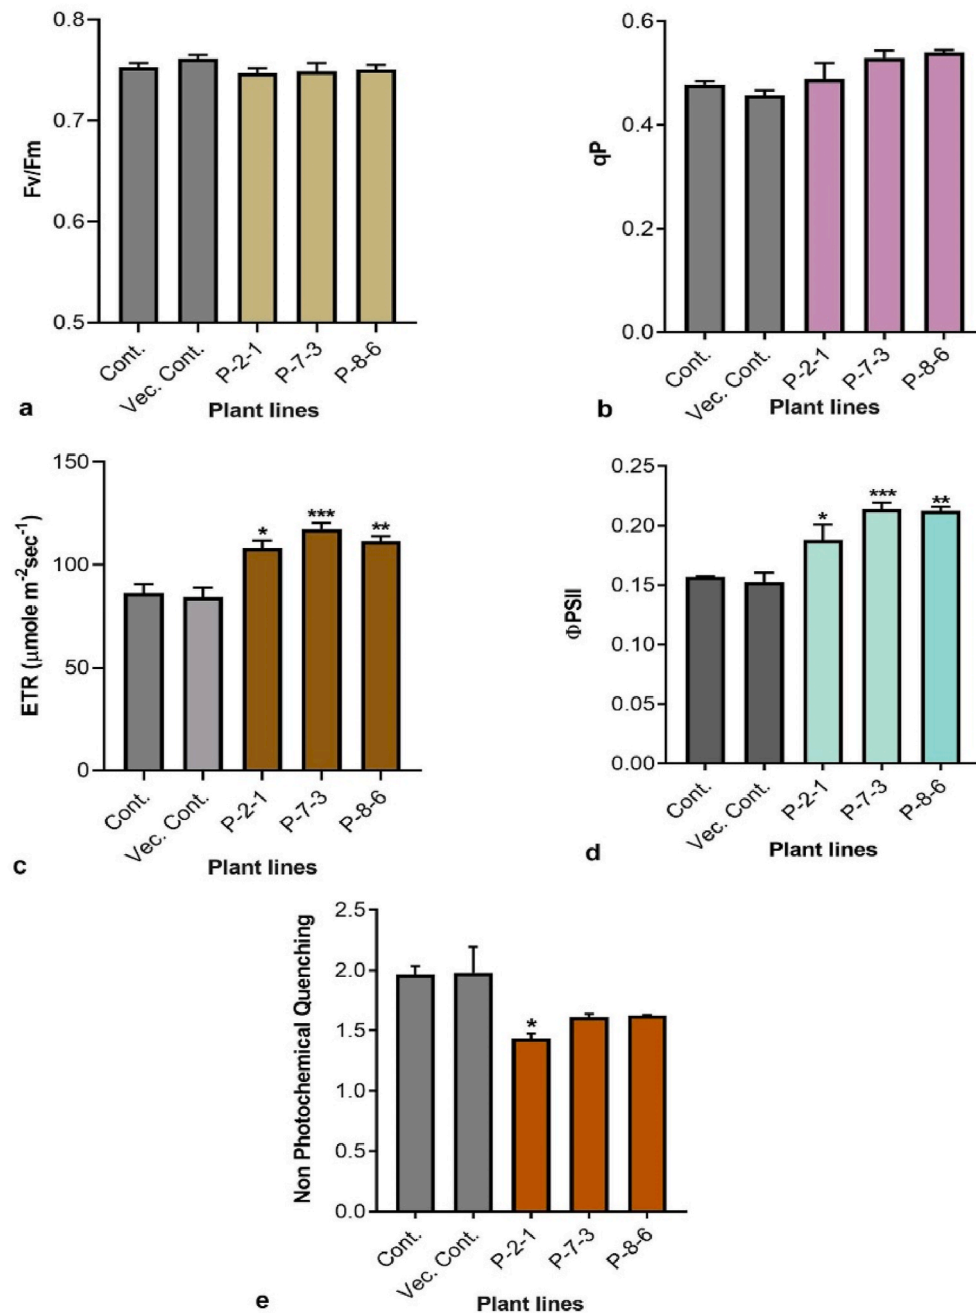 0.8
0.7
0.6
0.5
Fv/Fm
Cont.
Vec. Cont.
P-2-1
P-7-3
P-8-6
Plant lines
a
0.6
0.4
0.2
0.0
qP
Cont.
Vec. Cont.
P-2-1
P-7-3
P-8-6
Plant lines
b
150
100
50
0
ETR (μmole m⁻²sec⁻¹)
*
***
**
Cont.
Vec. Cont.
P-2-1
P-7-3
P-8-6
Plant lines
c
0.25
0.20
0.15
0.10
0.05
0.00
ΦPSII
*
***
**
Cont.
Vec. Cont.
P-2-1
P-7-3
P-8-6
Plant lines
d
2.5
2.0
1.5
1.0
0.5
0.0
Non Photochemical Quenching
*
Cont.
Vec. Cont.
P-2-1
P-7-3
P-8-6
Plant lines
e